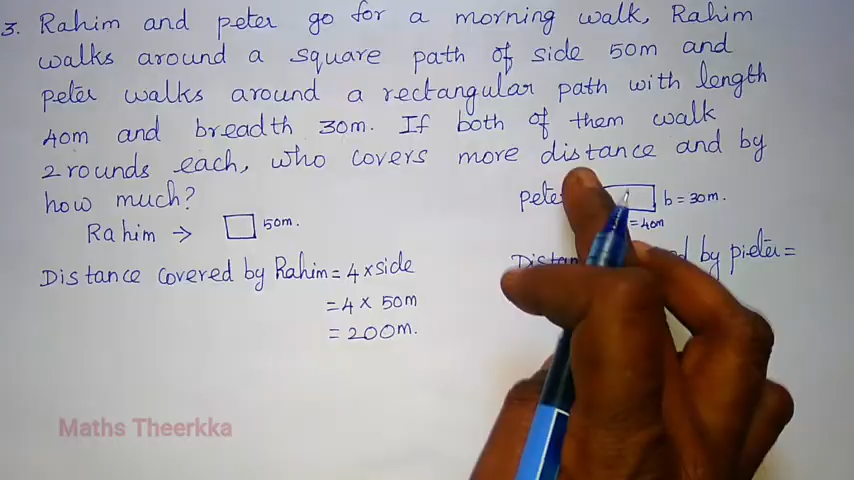 3. Rahim and peter go for a morning walk, Rahim
walks around a square path of side 50m and
peter walks around a rectangular path with length
40m and breadth 30m. If both of them walk
2 rounds each, who covers more distance and by
how much?
Rahim → 50m.
Distance covered by Rahim = 4 × side
= 4 × 50m
= 200m.
b = 30m.
= 40m
by pieter =
Maths Theerkka